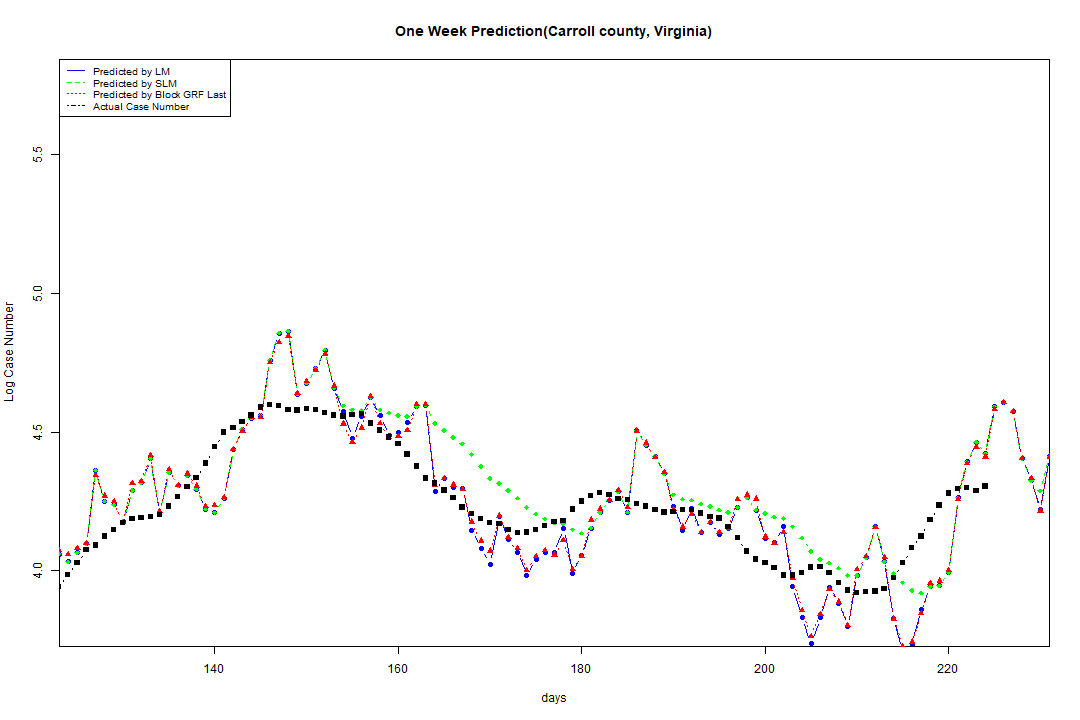 One Week Prediction(Carroll county, Virginia)
Predicted by LM
Predicted by SLM
Predicted by Block GRF Last
Actual Case Number
5.5
5.0
4.5
4.0
Log Case Number
140 160 180 200 220
days